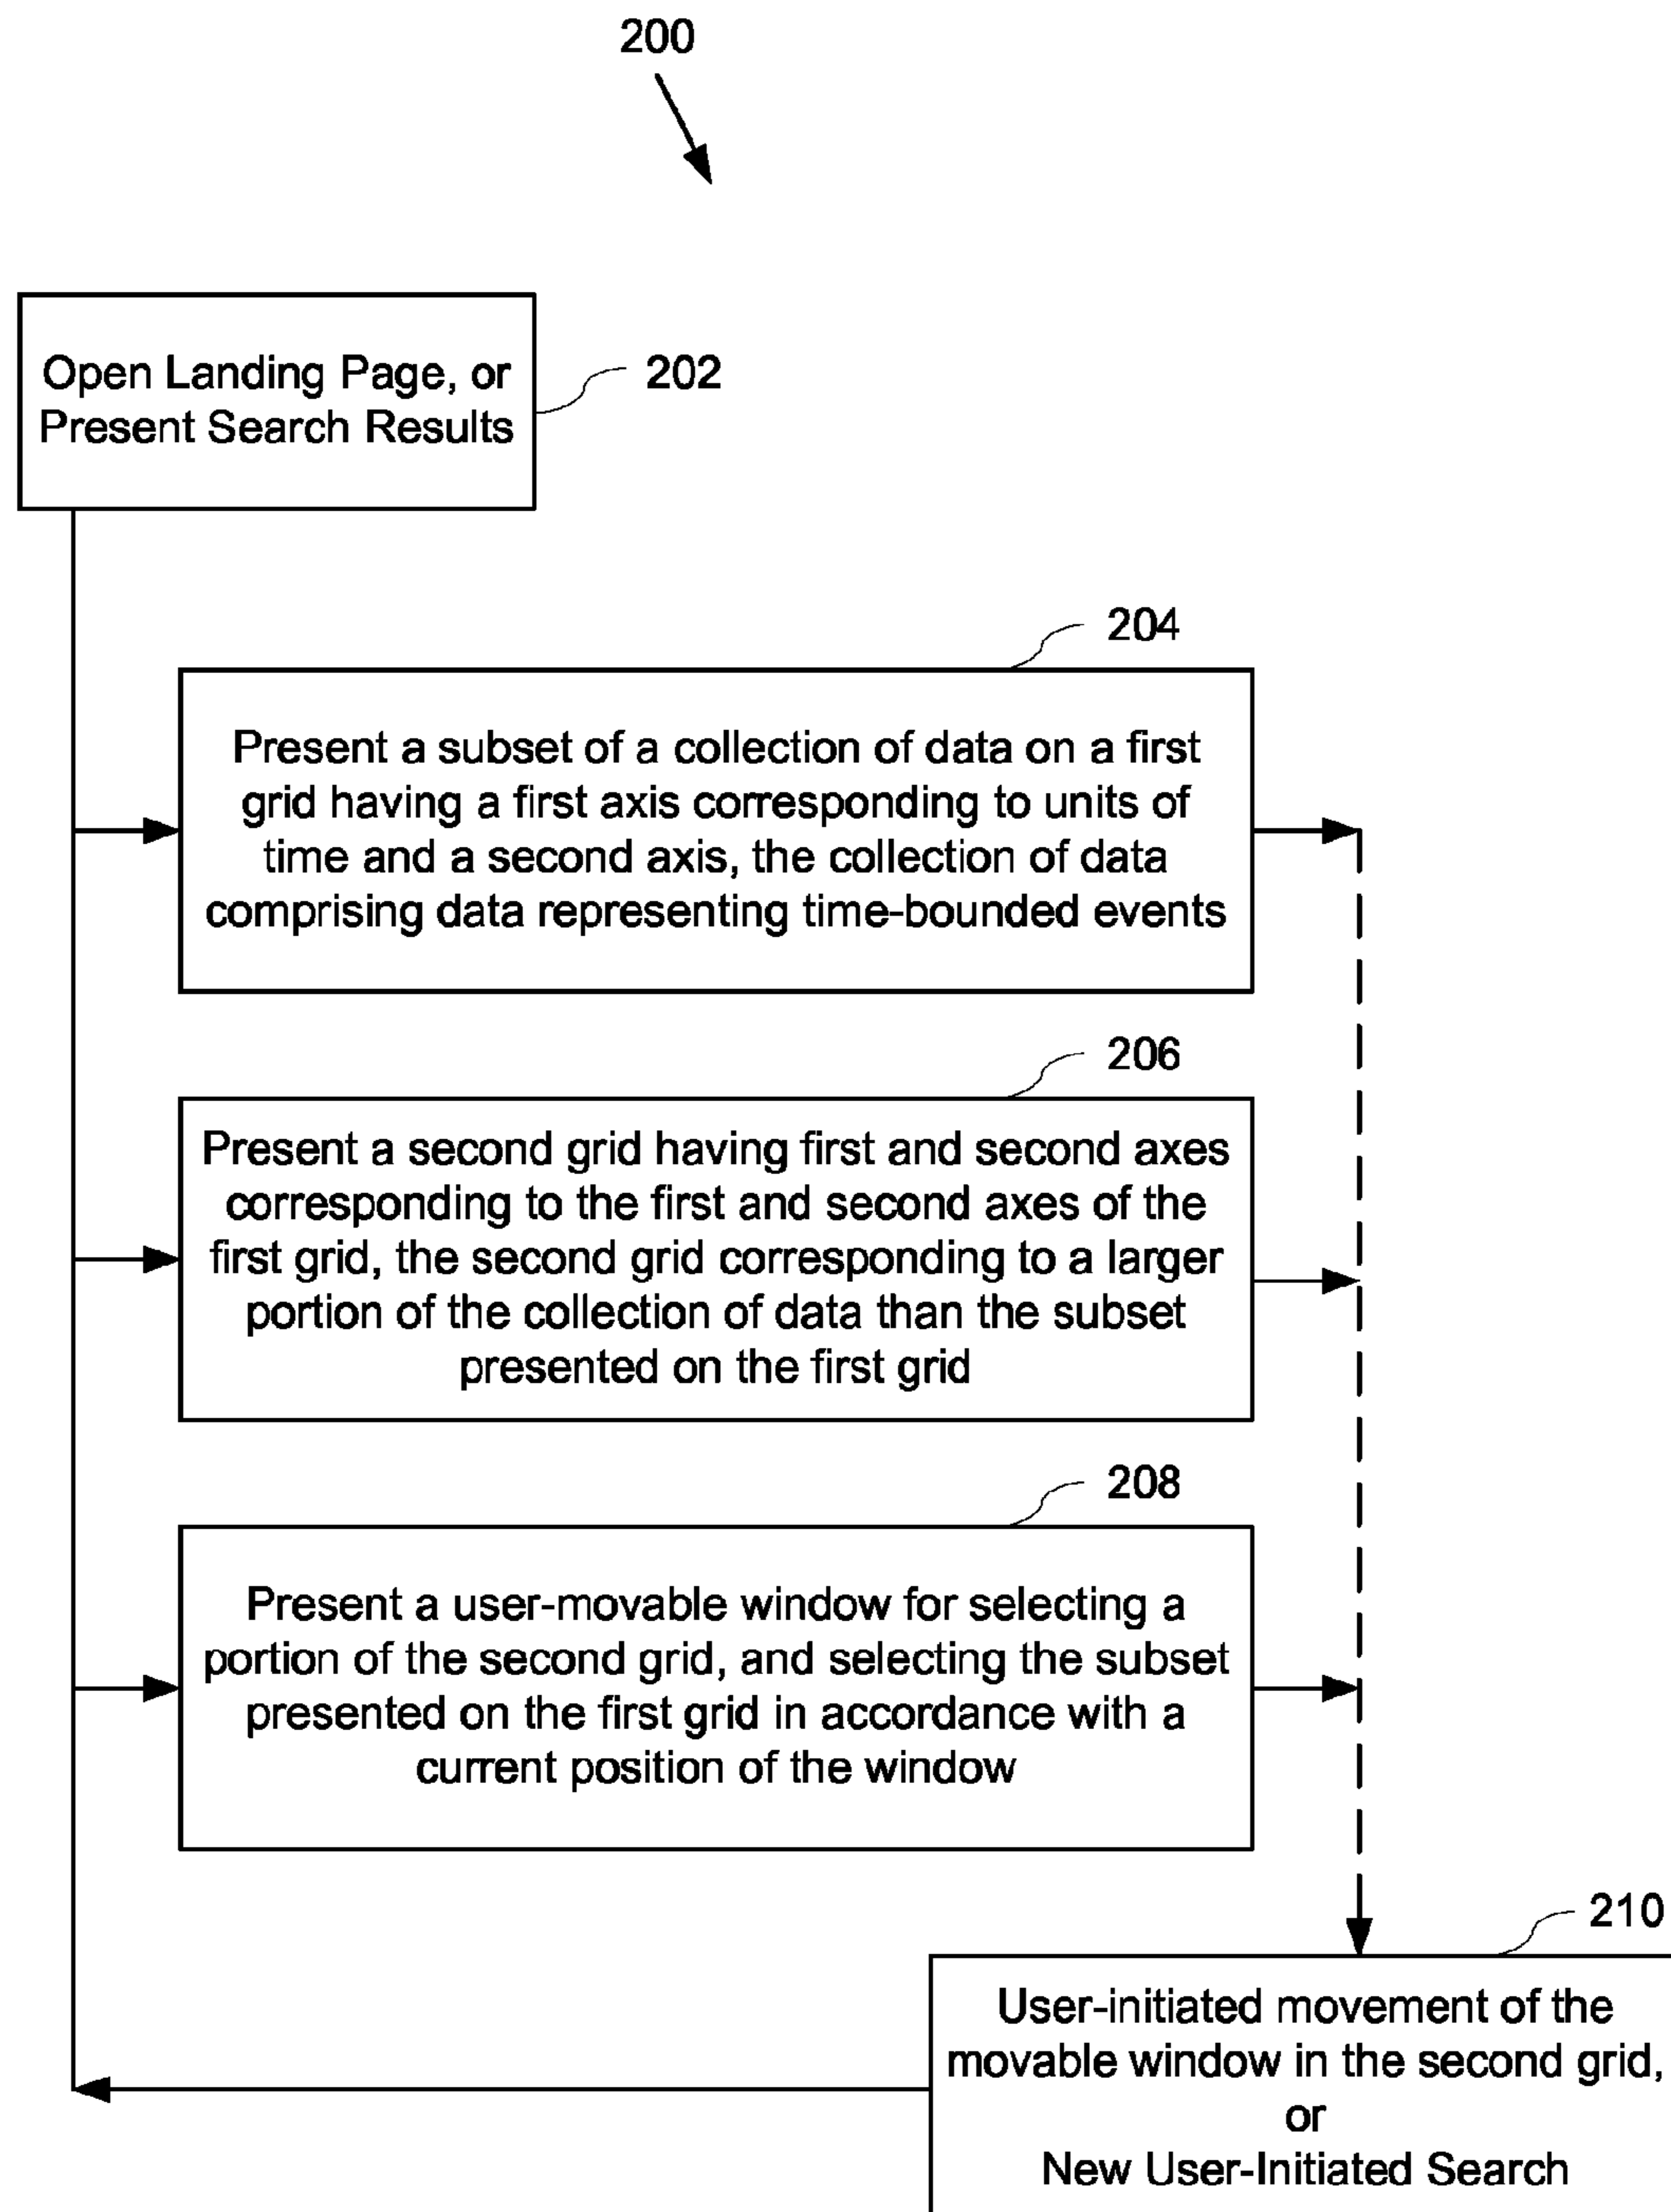 200
Open Landing Page, or
Present Search Results
202
204
Present a subset of a collection of data on a first
grid having a first axis corresponding to units of
time and a second axis, the collection of data
comprising data representing time-bounded events
206
Present a second grid having first and second axes
corresponding to the first and second axes of the
first grid, the second grid corresponding to a larger
portion of the collection of data than the subset
presented on the first grid
208
Present a user-movable window for selecting a
portion of the second grid, and selecting the subset
presented on the first grid in accordance with a
current position of the window
210
User-initiated movement of the
movable window in the second grid,
or
New User-Initiated Search